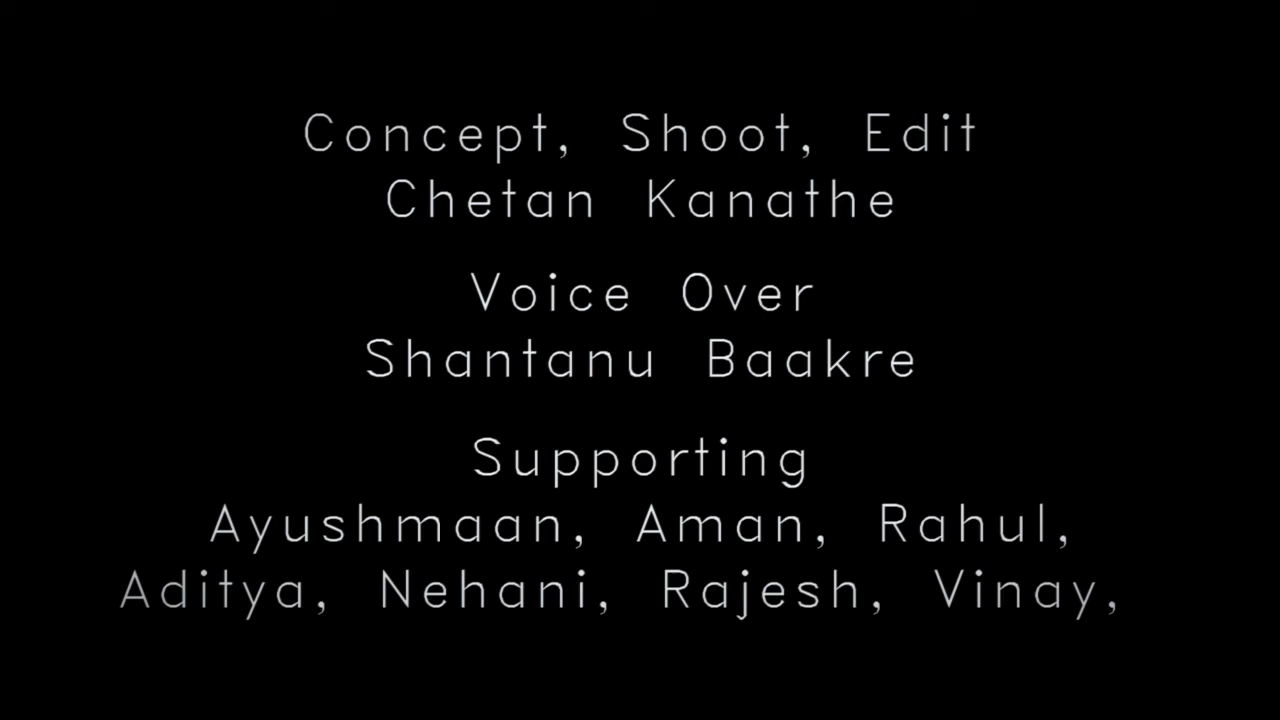 Concept, Shoot, Edit
Chetan Kanathe
Voice Over
Shantanu Baakre
Supporting
Ayushmaan, Aman, Rahul,
Aditya, Nehani, Rajesh, Vinay,